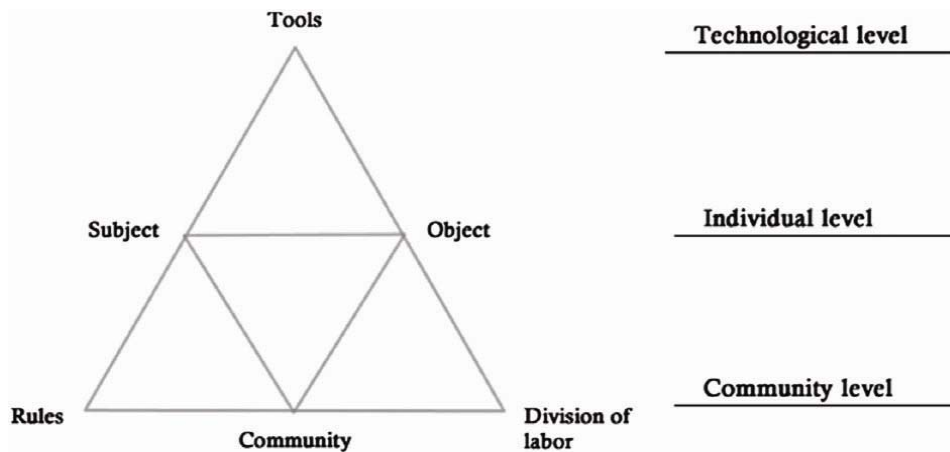 Tools
Technological level
Subject
Object
Individual level
Rules
Community
Division of
labor
Community level